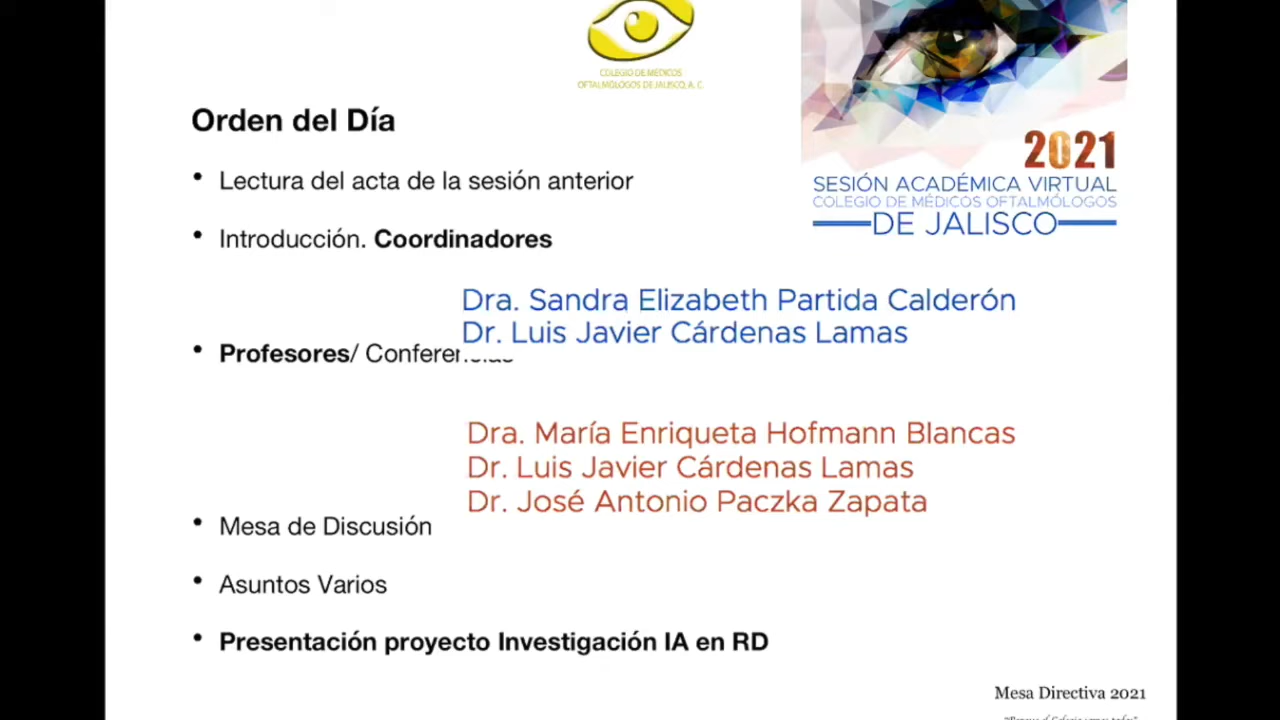 COLEGIO DE MÉDICOS
OFTALMÓLOGOS DE JALISCO, A. C.
2021
SESIÓN ACADÉMICA VIRTUAL
COLEGIO DE MÉDICOS OFTALMÓLOGOS
DE JALISCO
Orden del Día
• Lectura del acta de la sesión anterior
• Introducción. Coordinadores
Dra. Sandra Elizabeth Partida Calderón
Dr. Luis Javier Cárdenas Lamas
• Profesores/ Conferencias
Dra. María Enriqueta Hofmann Blancas
Dr. Luis Javier Cárdenas Lamas
Dr. José Antonio Paczka Zapata
• Mesa de Discusión
• Asuntos Varios
• Presentación proyecto Investigación IA en RD
Mesa Directiva 2021